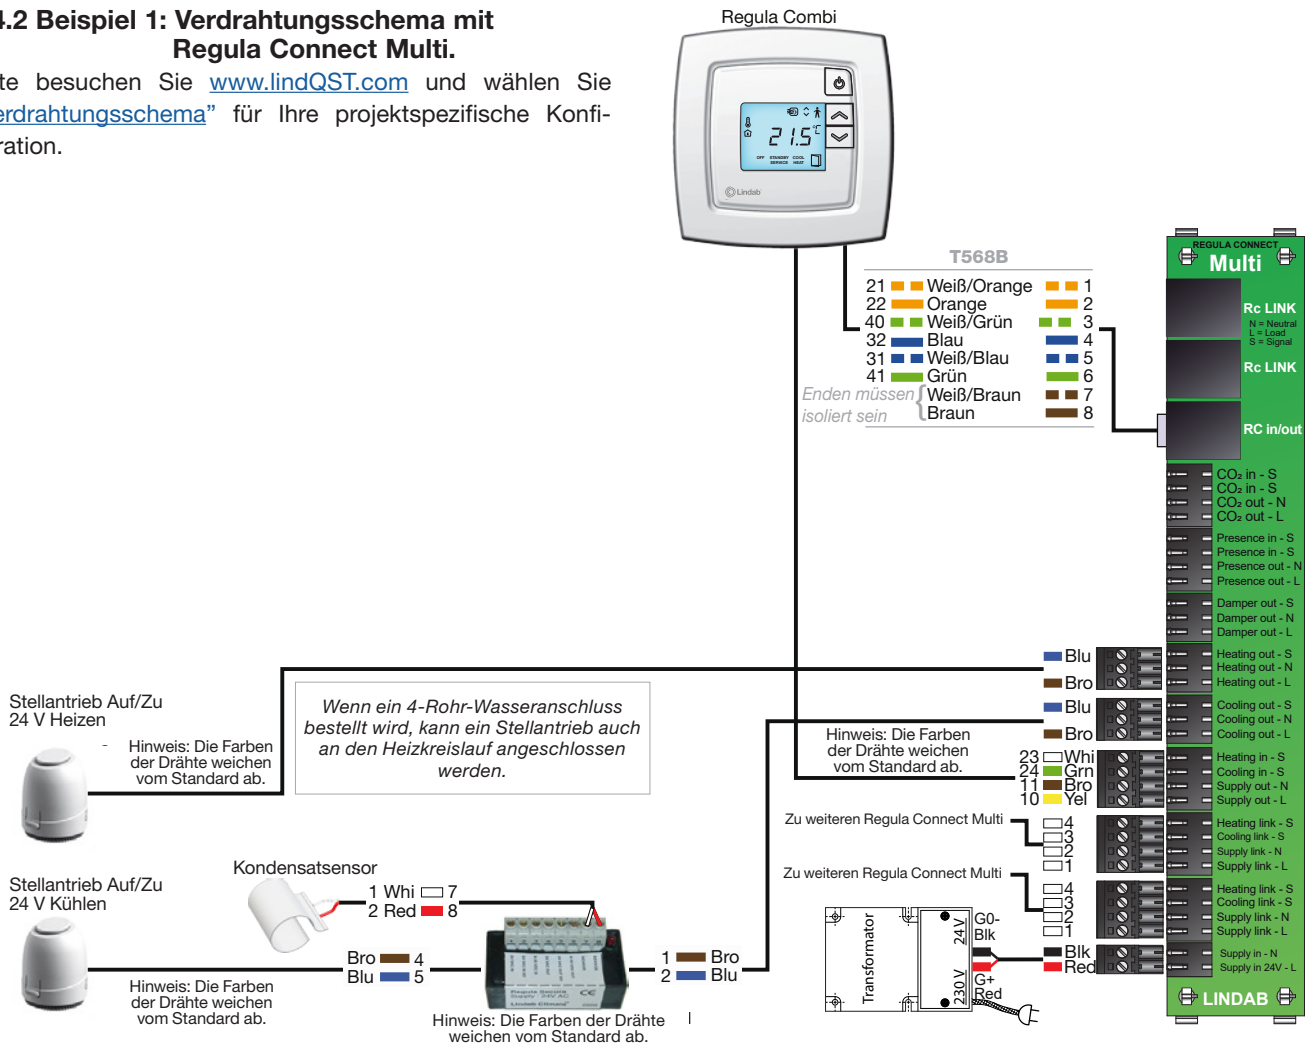 4.2 Beispiel 1: Verdrahtungsschema mit
Regula Connect Multi.
te besuchen Sie www.lindQST.com und wählen Sie
erdrahtungsschema” für Ihre projektspezifische Konfi-
ration.
Regula Combi
21.5°C
OFF STANDBY COOL
SERVICE HEAT
© Lindab
T568B
21 Weiß/Orange 1
22 Orange 2
40 Weiß/Grün 3
32 Blau 4
31 Weiß/Blau 5
41 Grün 6
Enden müssen { Weiß/Braun 7
isoliert sein Braun 8
REGULA CONNECT
Multi
Rc LINK
N = Neutral
L = Load
S = Signal
Rc LINK
RC in/out
CO₂ in - S
CO₂ in - S
CO₂ out - N
CO₂ out - L
Presence in - S
Presence in - S
Presence out - N
Presence out - L
Damper out - S
Damper out - N
Damper out - L
Blu
Bro
Heating out - S
Heating out - N
Heating out - L
Blu
Bro
Cooling out - S
Cooling out - N
Cooling out - L
Hinweis: Die Farben
der Drähte weichen
vom Standard ab.
23 Whi
24 Grn
11 Bro
10 Yel
Heating in - S
Cooling in - S
Supply out - N
Supply out - L
Zu weiteren Regula Connect Multi
4
3
2
1
Heating link - S
Cooling link - S
Supply link - N
Supply link - L
Zu weiteren Regula Connect Multi
4
3
2
1
Heating link - S
Cooling link - S
Supply link - N
Supply link - L
Blk
Red
Supply in - N
Supply in 24V - L
LINDAB
Transformator
24 V
230 V
G0-
Blk
G+
Red
Stellantrieb Auf/Zu
24 V Heizen
Hinweis: Die Farben
der Drähte weichen
vom Standard ab.
Wenn ein 4-Rohr-Wasseranschluss
bestellt wird, kann ein Stellantrieb auch
an den Heizkreislauf angeschlossen
werden.
Kondensatsensor
1 Whi 7
2 Red 8
Stellantrieb Auf/Zu
24 V Kühlen
Bro 4
Blu 5
Hinweis: Die Farben
der Drähte weichen
vom Standard ab.
Regula Secura
Supply : 24V AC
Lindab Climate
CE
1 Bro
2 Blu
Hinweis: Die Farben der Drähte
weichen vom Standard ab.